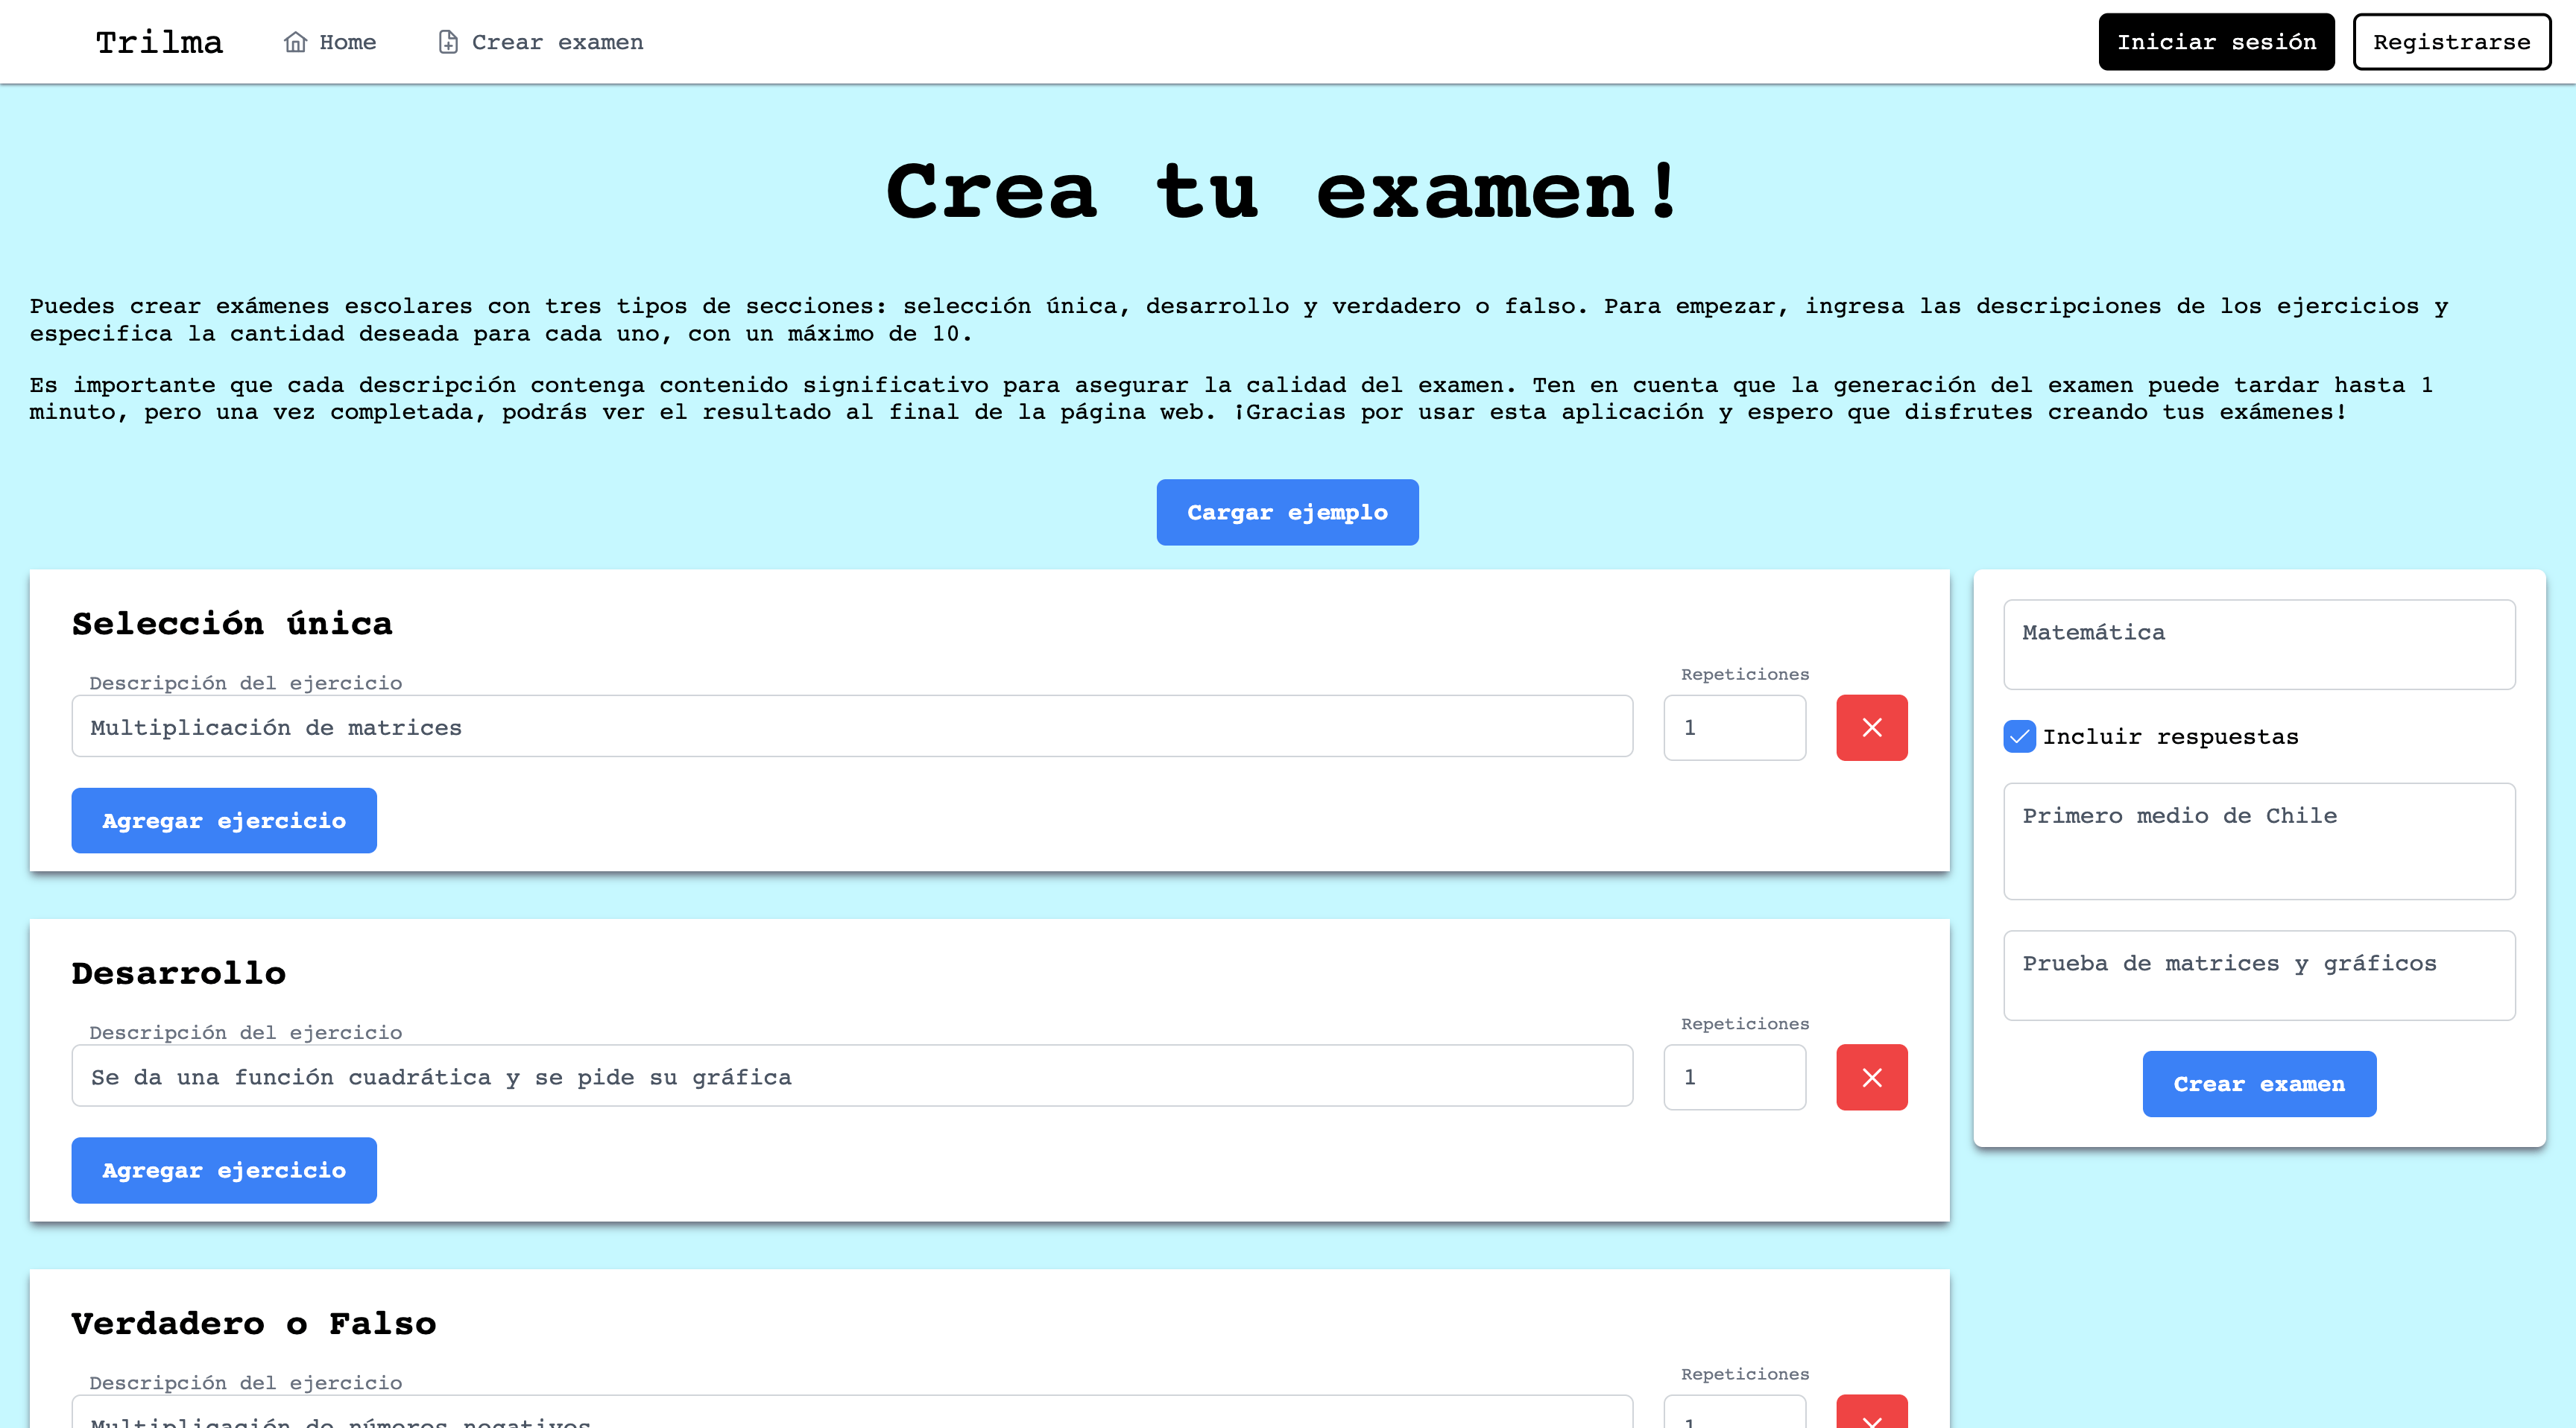 Trilma
Home
Crear examen
Iniciar sesión
Registrarse
Crea tu examen!
Puedes crear exámenes escolares con tres tipos de secciones: selección única, desarrollo y verdadero o falso. Para empezar, ingresa las descripciones de los ejercicios y
especifica la cantidad deseada para cada uno, con un máximo de 10.
Es importante que cada descripción contenga contenido significativo para asegurar la calidad del examen. Ten en cuenta que la generación del examen puede tardar hasta 1
minuto, pero una vez completada, podrás ver el resultado al final de la página web. ¡Gracias por usar esta aplicación y espero que disfrutes creando tus exámenes!
Cargar ejemplo
Selección única
Descripción del ejercicio
Repeticiones
Multiplicación de matrices
1
Agregar ejercicio
Desarrollo
Descripción del ejercicio
Repeticiones
Se da una función cuadrática y se pide su gráfica
1
Agregar ejercicio
Verdadero o Falso
Descripción del ejercicio
Repeticiones
Multiplicación de números negativos
1
Matemática
Incluir respuestas
Primero medio de Chile
Prueba de matrices y gráficos
Crear examen